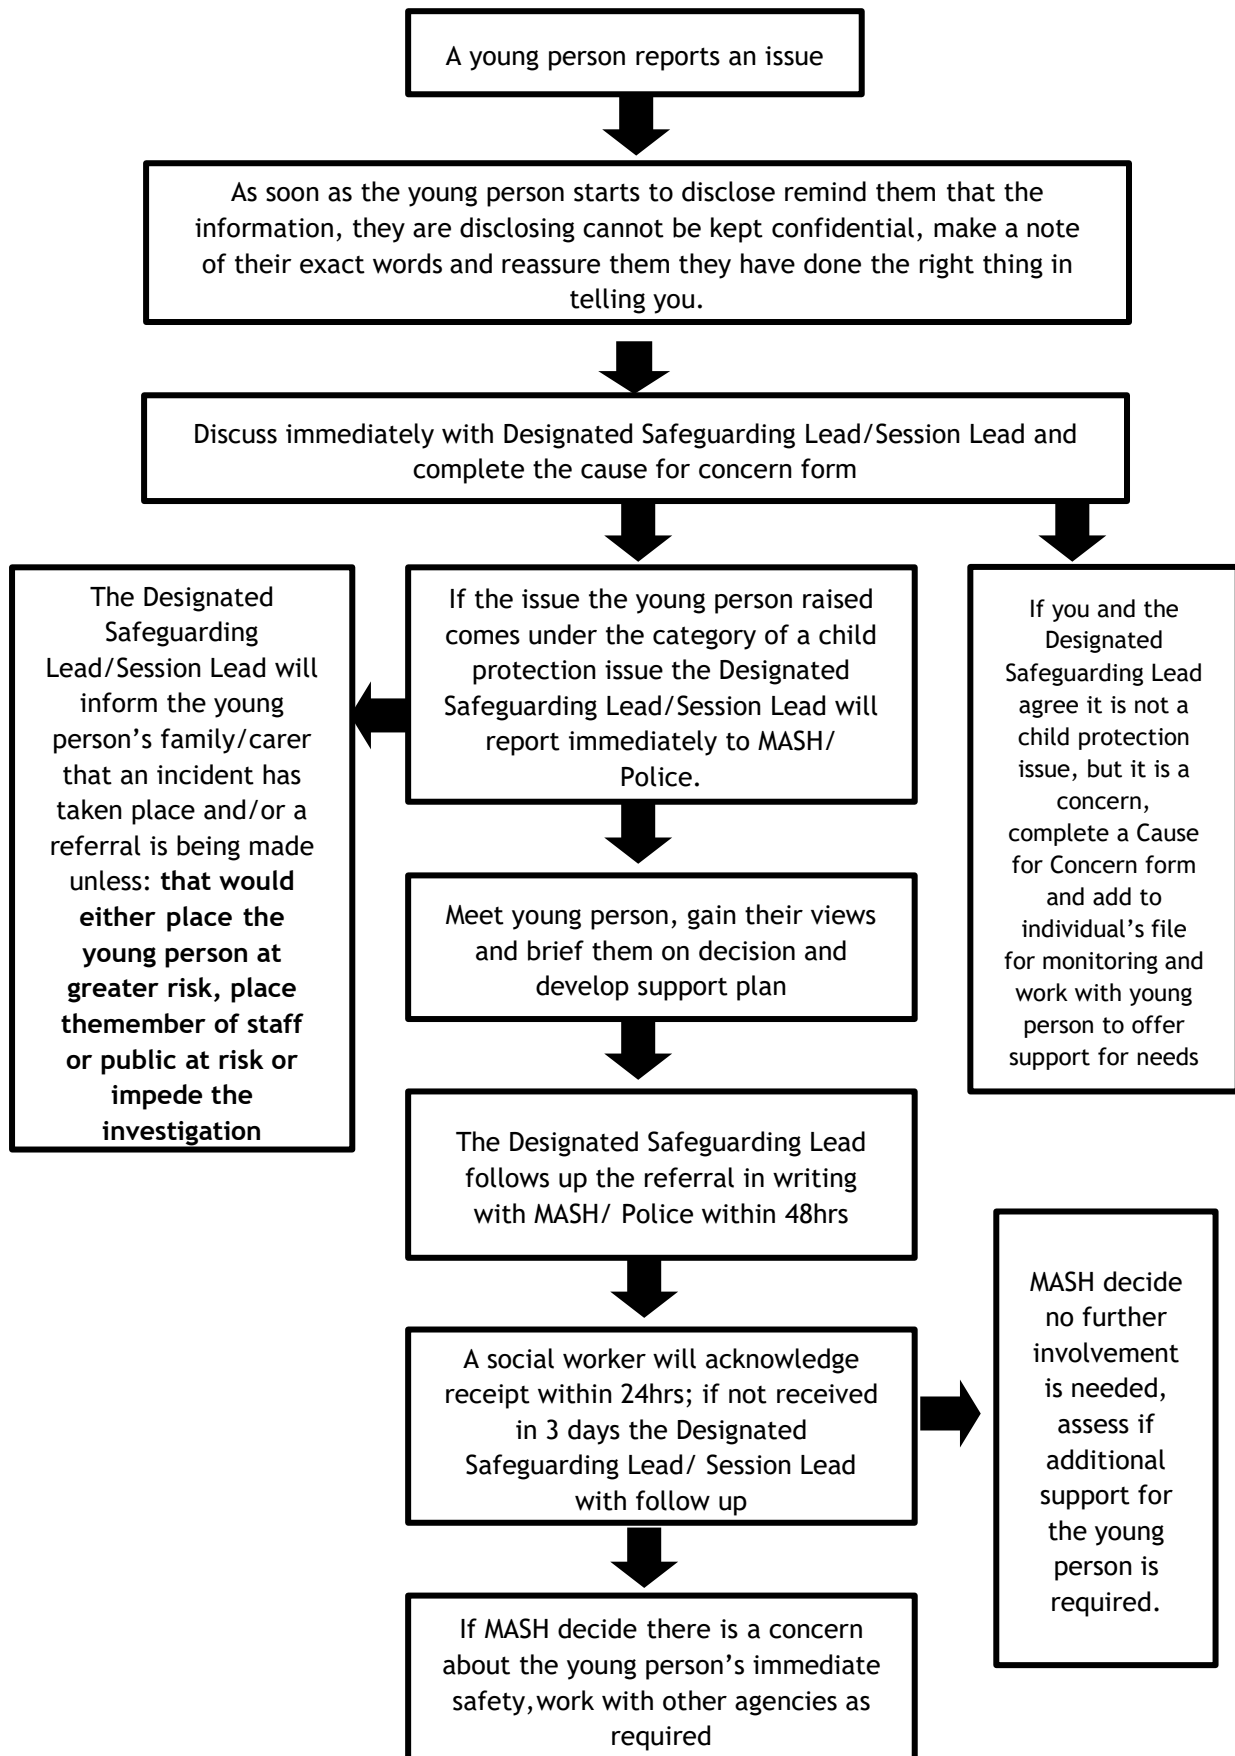 A young person reports an issue
As soon as the young person starts to disclose remind them that the
information, they are disclosing cannot be kept confidential, make a note
of their exact words and reassure them they have done the right thing in
telling you.
Discuss immediately with Designated Safeguarding Lead/Session Lead and
complete the cause for concern form
The Designated
Safeguarding
Lead/Session Lead will
inform the young
person’s family/carer
that an incident has
taken place and/or a
referral is being made
unless: that would
either place the
young person at
greater risk, place
themember of staff
or public at risk or
impede the
investigation
If the issue the young person raised
comes under the category of a child
protection issue the Designated
Safeguarding Lead/Session Lead will
report immediately to MASH/
Police.
If you and the
Designated
Safeguarding Lead
agree it is not a
child protection
issue, but it is a
concern,
complete a Cause
for Concern form
and add to
individual’s file
for monitoring and
work with young
person to offer
support for needs
Meet young person, gain their views
and brief them on decision and
develop support plan
The Designated Safeguarding Lead
follows up the referral in writing
with MASH/ Police within 48hrs
A social worker will acknowledge
receipt within 24hrs; if not received
in 3 days the Designated
Safeguarding Lead/ Session Lead
with follow up
MASH decide
no further
involvement
is needed,
assess if
additional
support for
the young
person is
required.
If MASH decide there is a concern
about the young person’s immediate
safety,work with other agencies as
required